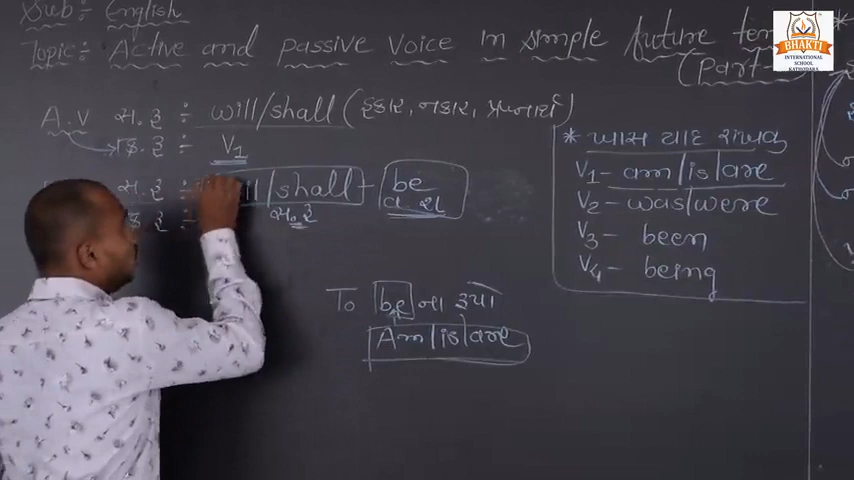 Sub :- English
Topic :- Active and passive Voice in simple future ten
(Part-
A.V સ.ક્રૂ ÷ will/shall (હકાર, નકાર, પ્રશ્નાર્થ)
ક્રિ.રૂ ÷ V1
સ.ક્રૂ ÷ will/shall + be
સ.ક્રૂ
To be ના રૂપો
Am/is/are
* ખાસ યાદ રાખવું
V1 - am/is/are
V2 - was/were
V3 - been
V4 - being
BHAKTI
INTERNATIONAL
SCHOOL
KATHODARA